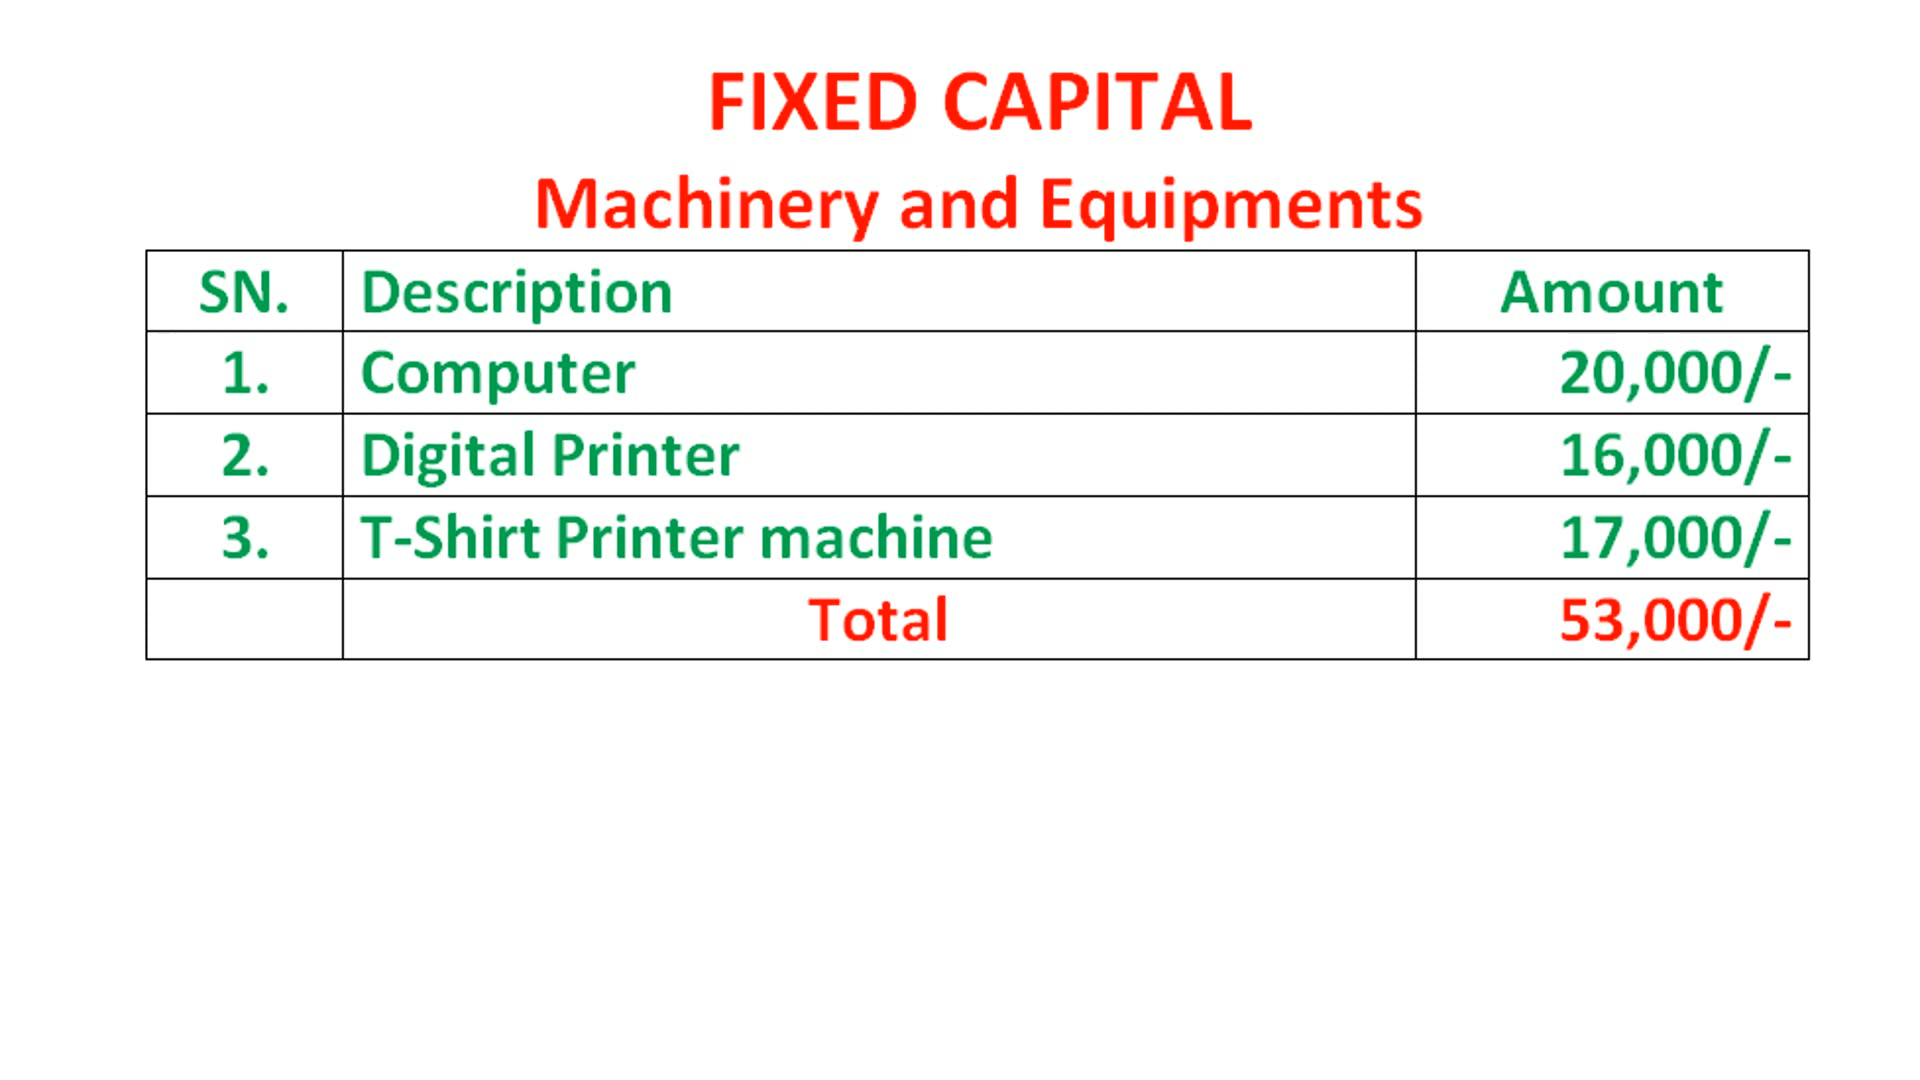 FIXED CAPITAL
Machinery and Equipments
SN. Description Amount
1. Computer 20,000/-
2. Digital Printer 16,000/-
3. T-Shirt Printer machine 17,000/-
Total 53,000/-